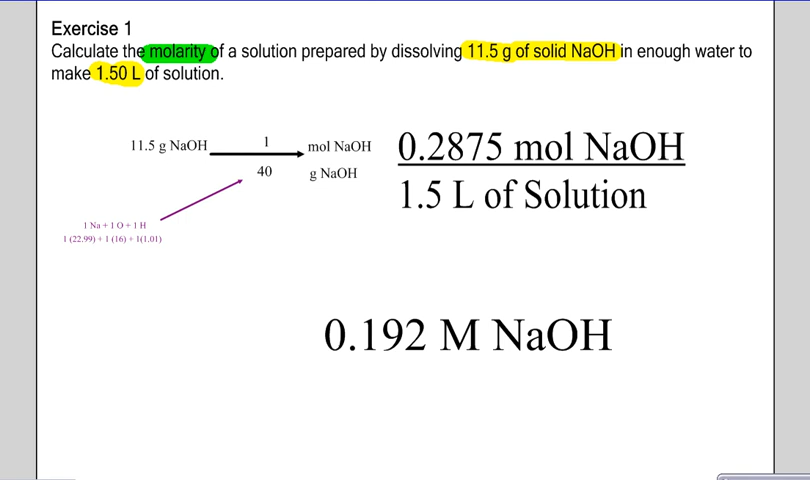 Exercise 1
Calculate the molarity of a solution prepared by dissolving 11.5 g of solid NaOH in enough water to
make 1.50 L of solution.
11.5 g NaOH 1 mol NaOH
40 g NaOH
0.2875 mol NaOH
1.5 L of Solution
1 Na + 1 O + 1 H
1 (22.99) + 1 (16) + 1(1.01)
0.192 M NaOH